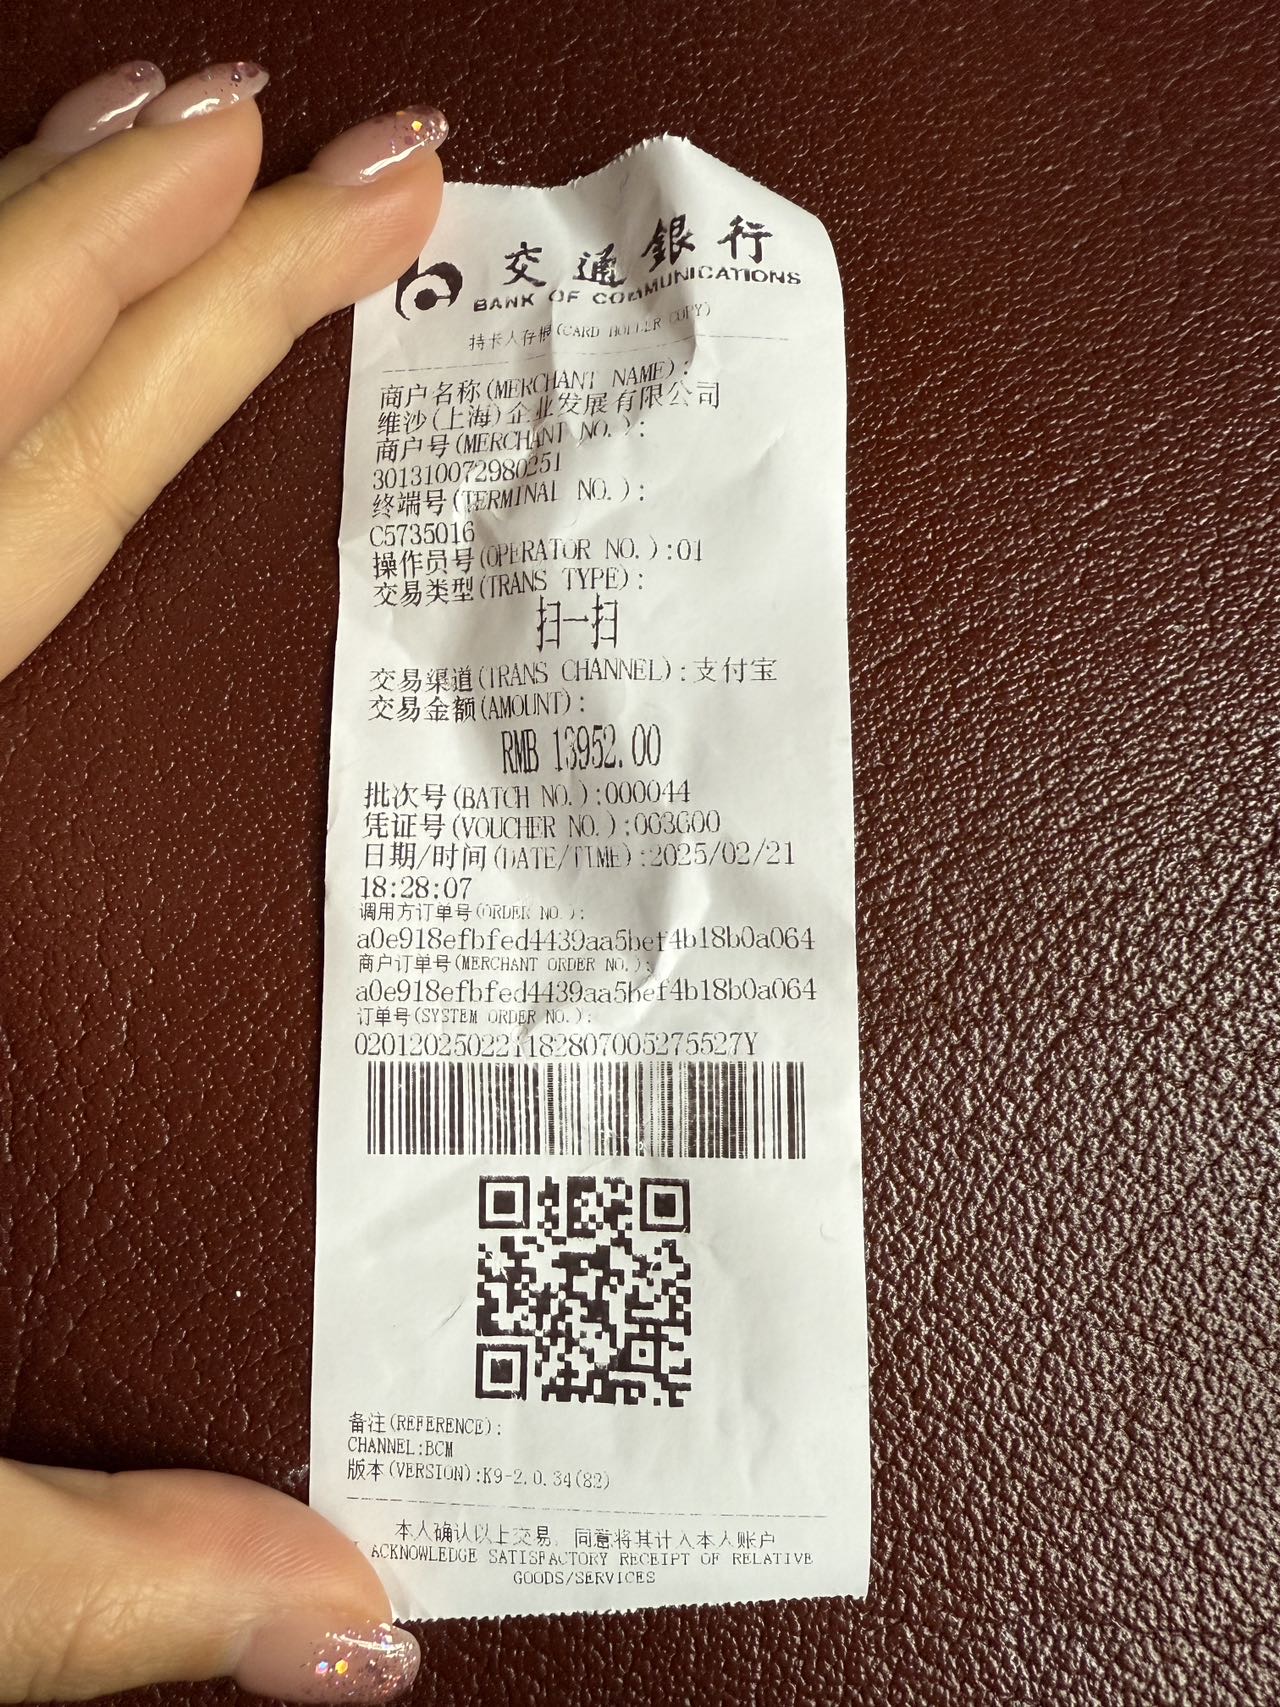 交通銀行
BANK OF COMMUNICATIONS
持卡人存根(CARD HOLDER COPY)
商户名称(MERCHANT NAME):
维沙(上海)企业发展有限公司
商户号(MERCHANT NO.):
301310072980251
终端号(TERMINAL NO.):
C5735016
操作员号(OPERATOR NO.):01
交易类型(TRANS TYPE):
扫一扫
交易渠道(TRANS CHANNEL):支付宝
交易金额(AMOUNT):
RMB 13952.00
批次号(BATCH NO.):000044
凭证号(VOUCHER NO.):003600
日期/时间(DATE/TIME):2025/02/21
18:28:07
调用方订单号(ORDER NO.):
a0e918efbfed4439aa5bef4b18b0a064
商户订单号(MERCHANT ORDER NO.):
a0e918efbfed4439aa5bef4b18b0a064
订单号(SYSTEM ORDER NO.):
02012025022118280700527 5527Y
备注(REFERENCE):
CHANNEL:BCM
版本(VERSION):K9-2.0.34(82)
本人确认以上交易, 同意将其计入本人账户
ACKNOWLEDGE SATISFACTORY RECEIPT OF RELATIVE
GOODS/SERVICES